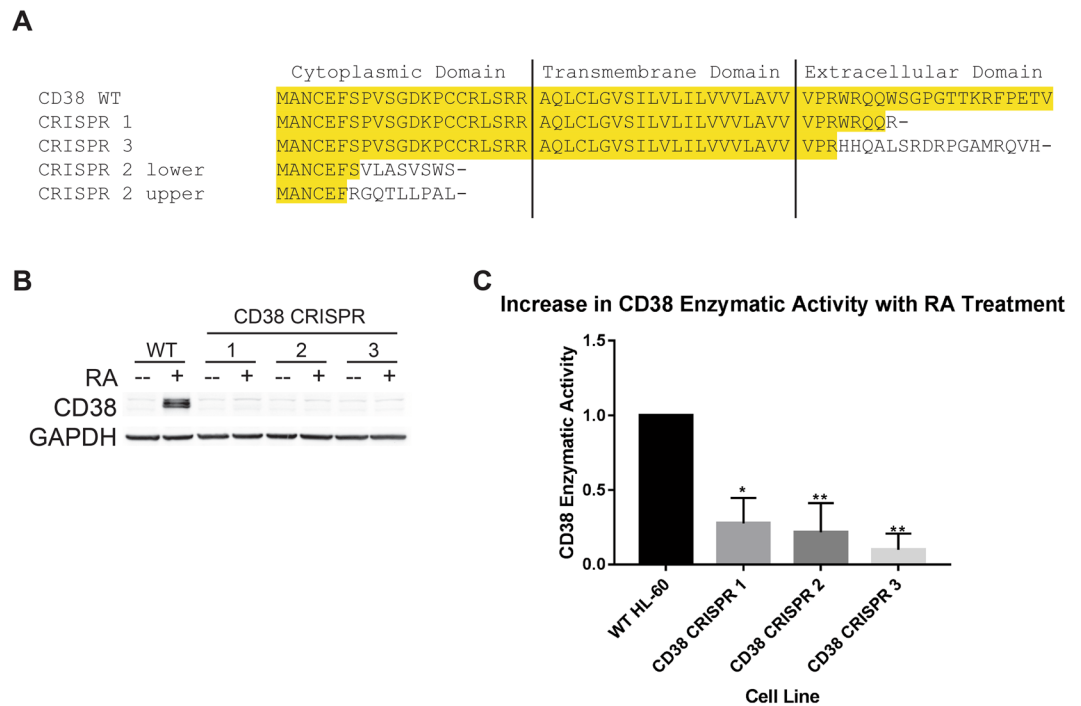 A
Cytoplasmic Domain Transmembrane Domain Extracellular Domain
CD38 WT MANCEFSPVSGDKPCCRLSRR AQLCLGVSILVLILVVVLAVV VPRWRQQWSGPGTTKRFPETV
CRISPR 1 MANCEFSPVSGDKPCCRLSRR AQLCLGVSILVLILVVVLAVV VPRWRQQR-
CRISPR 3 MANCEFSPVSGDKPCCRLSRR AQLCLGVSILVLILVVVLAVV VPRHHQALSRDRPGAMRQVH-
CRISPR 2 lower MANCEFSVLASVSWS-
CRISPR 2 upper MANCEFRGQTLLPAL-
B
CD38 CRISPR
WT 1 2 3
RA -- + -- + -- + -- +
CD38
GAPDH
C
Increase in CD38 Enzymatic Activity with RA Treatment
CD38 Enzymatic Activity
1.5
1.0
0.5
0.0
* ** **
WT HL-60
CD38 CRISPR 1
CD38 CRISPR 2
CD38 CRISPR 3
Cell Line